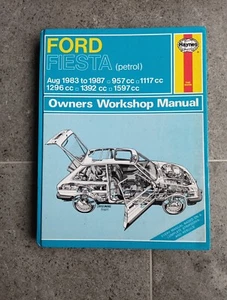 FORD
Haynes
FIESTA (petrol)
Aug 1983 to 1987 □ 957 cc □ 1117 cc
1296 cc □ 1392 cc □ 1597 cc
Owners Workshop Manual